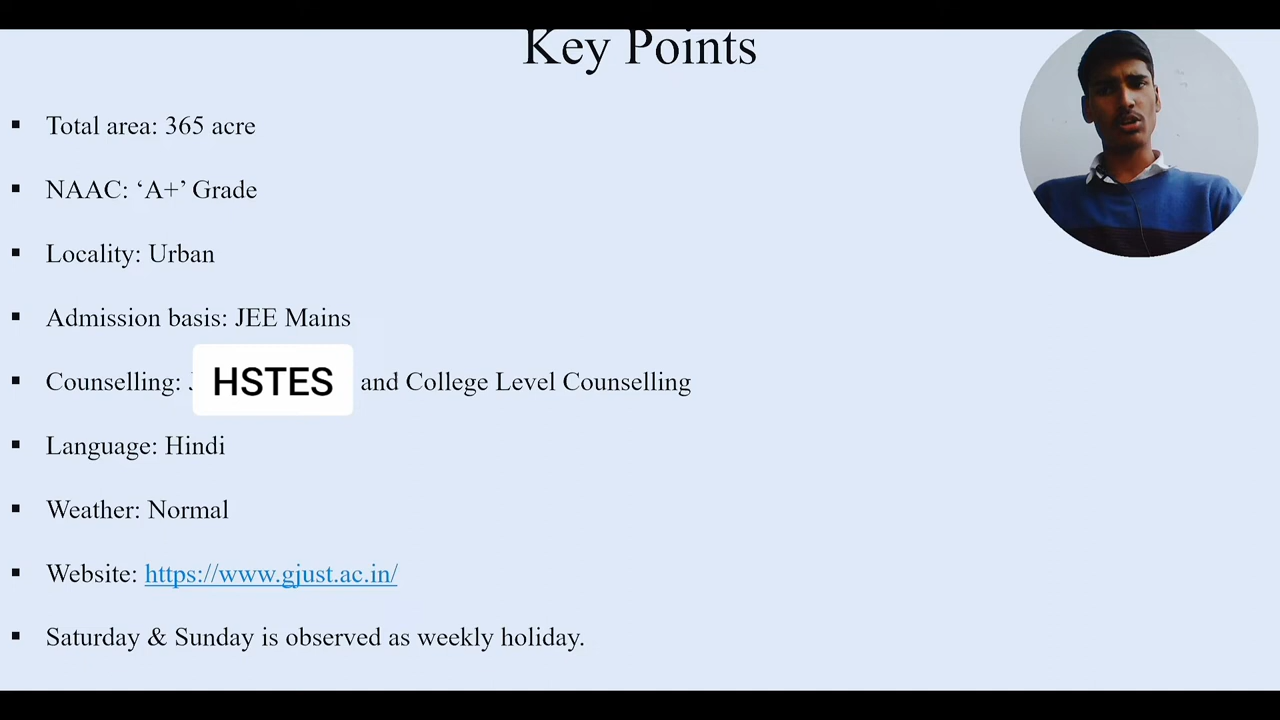 Key Points
Total area: 365 acre
NAAC: ‘A+’ Grade
Locality: Urban
Admission basis: JEE Mains
Counselling: HSTES and College Level Counselling
Language: Hindi
Weather: Normal
Website: https://www.gjust.ac.in/
Saturday & Sunday is observed as weekly holiday.